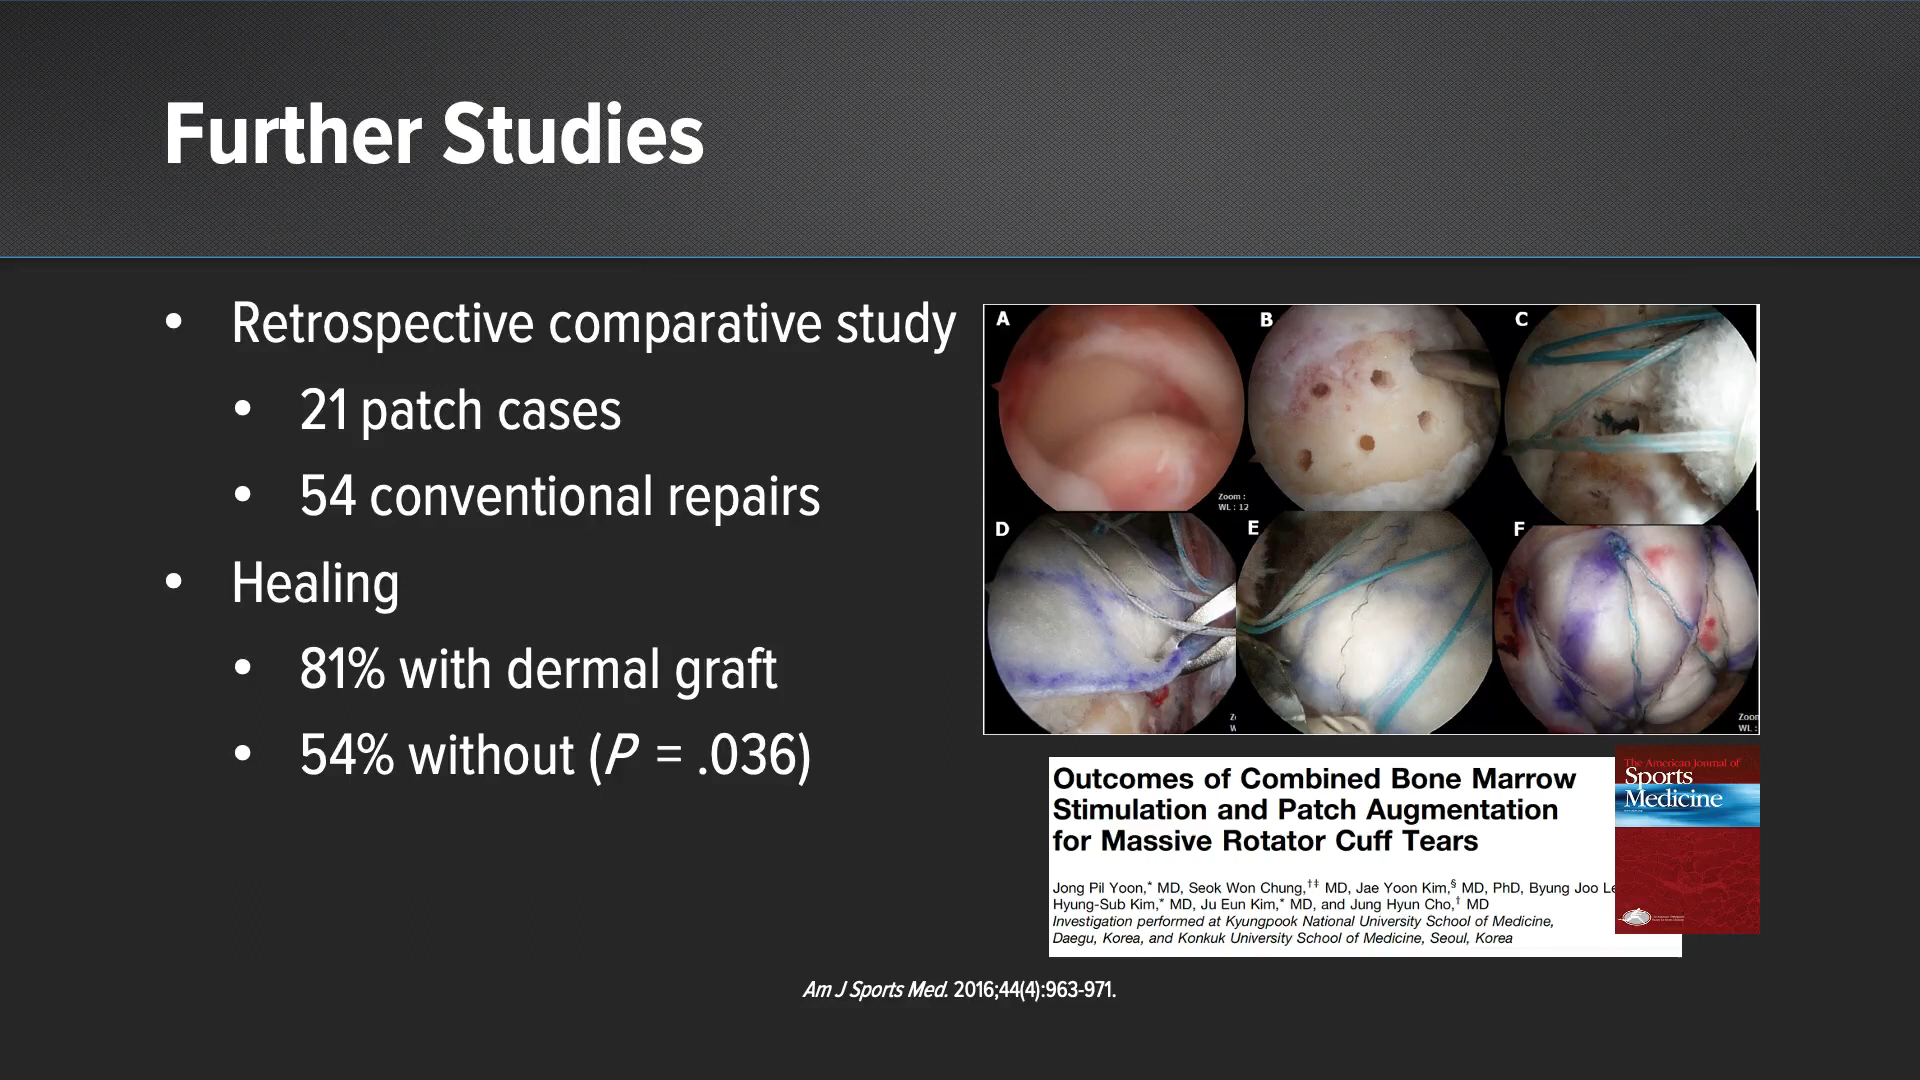 Further Studies
• Retrospective comparative study
• 21 patch cases
• 54 conventional repairs
• Healing
• 81% with dermal graft
• 54% without (P = .036)
A
B
C
Zoom :
WL : 12
D
E
F
Zoom
WL :
Outcomes of Combined Bone Marrow
Stimulation and Patch Augmentation
for Massive Rotator Cuff Tears
Jong Pil Yoon,* MD, Seok Won Chung,†‡ MD, Jae Yoon Kim,§ MD, PhD, Byung Joo Le
Hyung-Sub Kim,* MD, Ju Eun Kim,* MD, and Jung Hyun Cho,† MD
Investigation performed at Kyungpook National University School of Medicine,
Daegu, Korea, and Konkuk University School of Medicine, Seoul, Korea
The American Journal of
Sports
Medicine
Am J Sports Med. 2016;44(4):963-971.